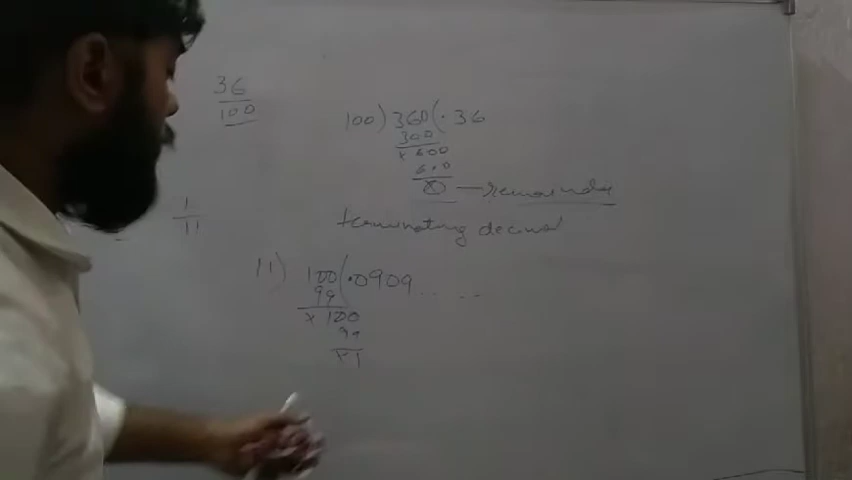 36
100
100) 360 (.36
300
× 600
600
0 — remainder
terminating decimal
1
11
11) 100 (.0909 .. ..
99
× 100
99
× 1